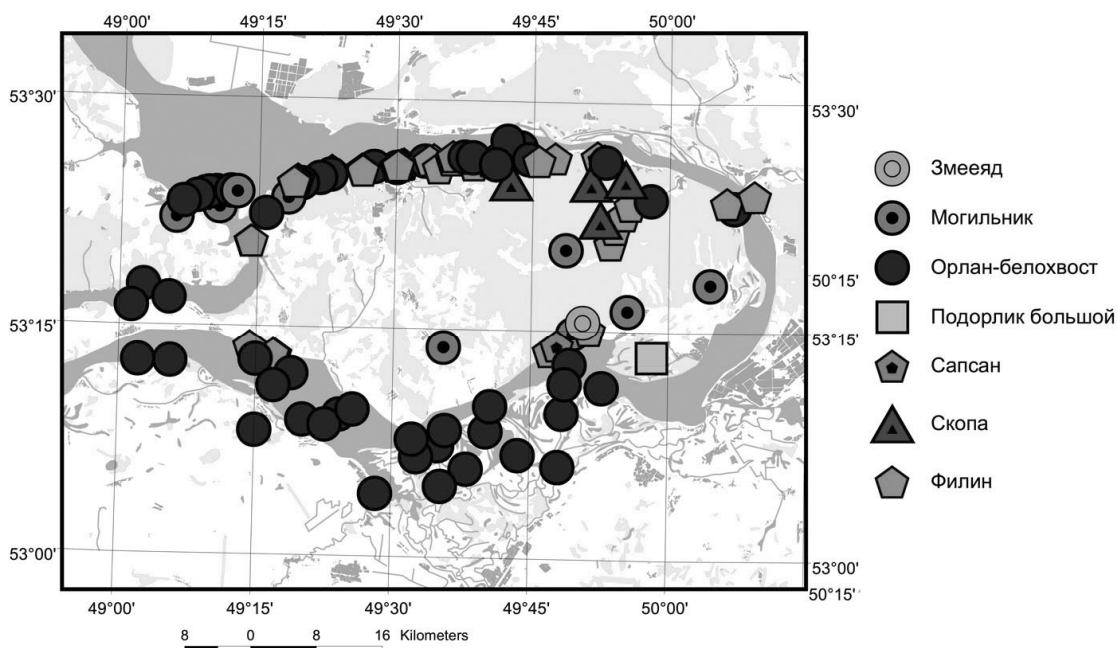 49°00' 49°15' 49°30' 49°45' 50°00'
53°30' 53°30'
Змееяд
Могильник
Орлан-белохвост
50°15'
Подорлик большой
53°15' 53°15'
Сапсан
Скопа
Филин
53°00' 53°00'
50°15'
49°00' 49°15' 49°30' 49°45' 50°00'
8 0 8 16 Kilometers